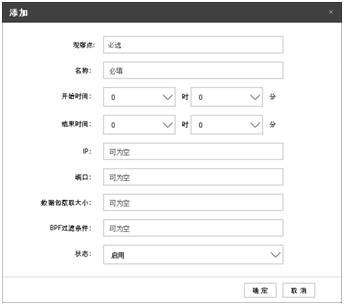 添加 ×
观察点: 必选
名称: 必填
开始时间: 0 时 0 分
结束时间: 0 时 0 分
IP: 可为空
端口: 可为空
数据包获取大小: 可为空
BPF过滤条件: 可为空
状态: 启用
确定 取消